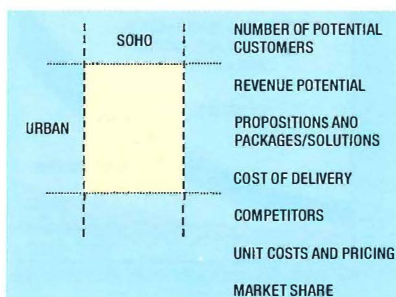 SOHO
URBAN
NUMBER OF POTENTIAL
CUSTOMERS
REVENUE POTENTIAL
PROPOSITIONS AND
PACKAGES/SOLUTIONS
COST OF DELIVERY
COMPETITORS
UNIT COSTS AND PRICING
MARKET SHARE